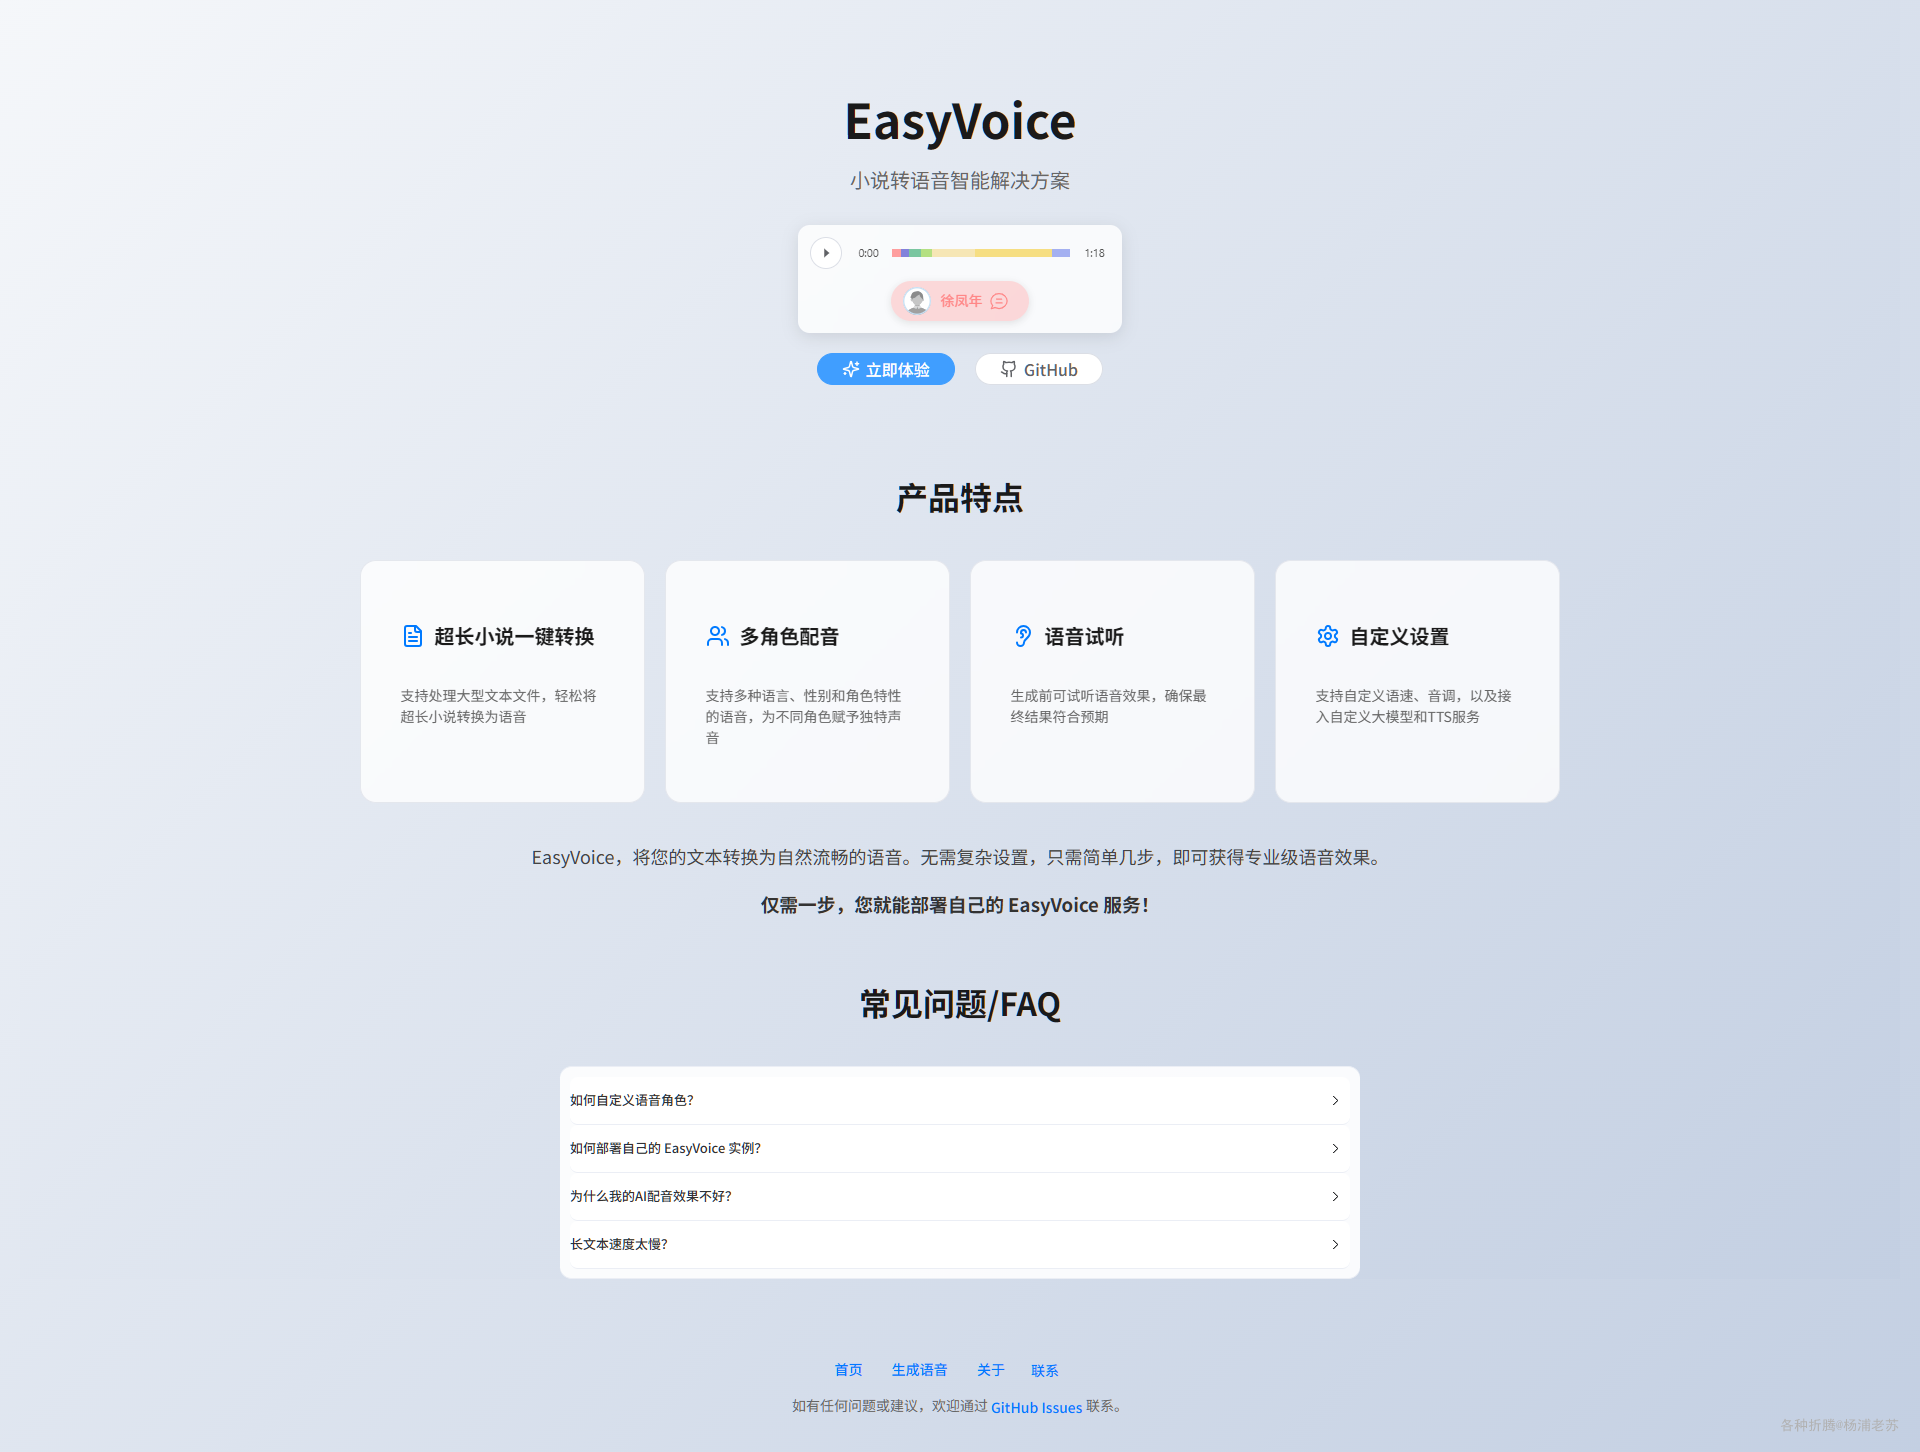 EasyVoice
小说转语音智能解决方案
0:00
1:18
徐凤年
立即体验
GitHub
产品特点
超长小说一键转换
支持处理大型文本文件，轻松将
超长小说转换为语音
多角色配音
支持多种语言、性别和角色特性
的语音，为不同角色赋予独特声
音
语音试听
生成前可试听语音效果，确保最
终结果符合预期
自定义设置
支持自定义语速、音调，以及接
入自定义大模型和TTS服务
EasyVoice，将您的文本转换为自然流畅的语音。无需复杂设置，只需简单几步，即可获得专业级语音效果。
仅需一步，您就能部署自己的 EasyVoice 服务！
常见问题/FAQ
如何自定义语音角色？
如何部署自己的 EasyVoice 实例？
为什么我的AI配音效果不好？
长文本速度太慢？
首页 生成语音 关于 联系
如有任何问题或建议，欢迎通过 GitHub Issues 联系。
各种折腾@杨浦老苏